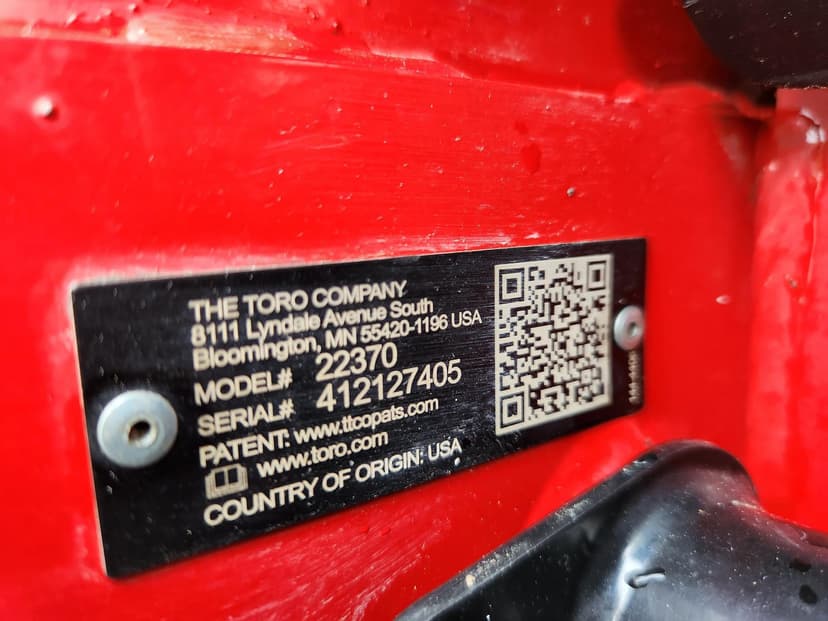 THE TORO COMPANY
8111 Lyndale Avenue South
Bloomington, MN 55420-1196 USA
MODEL# 22370
SERIAL# 412127405
PATENT: www.ttcopats.com
www.toro.com
COUNTRY OF ORIGIN: USA